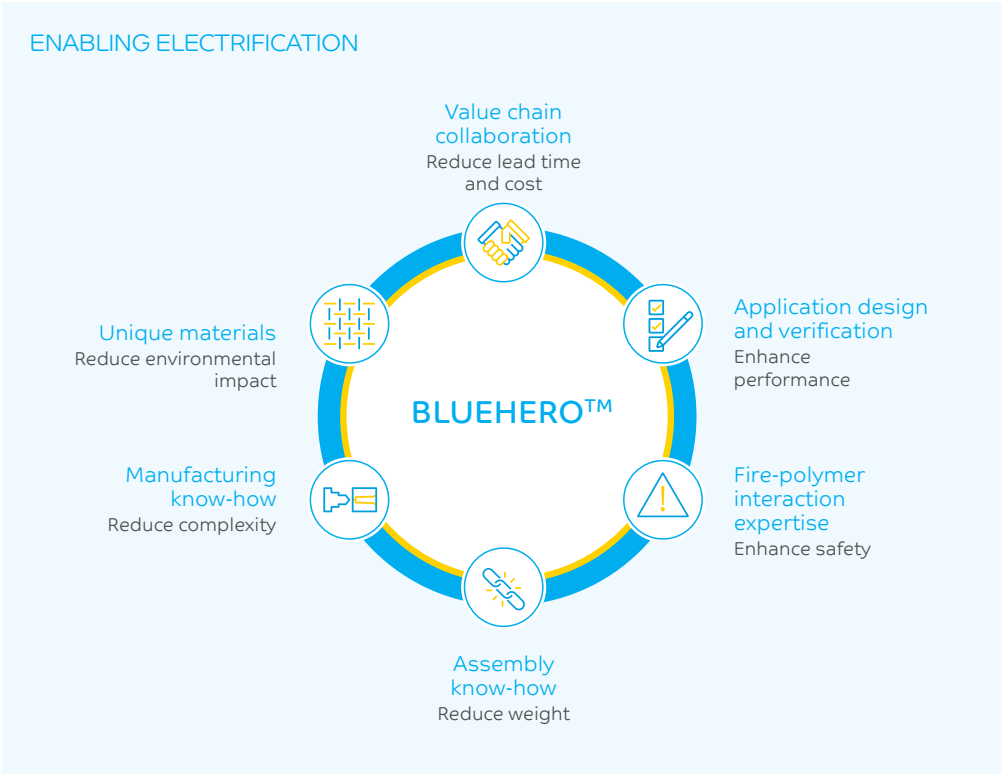 ENABLING ELECTRIFICATION
Value chain
collaboration
Reduce lead time
and cost
Application design
and verification
Enhance
performance
Fire-polymer
interaction
expertise
Enhance safety
Assembly
know-how
Reduce weight
Manufacturing
know-how
Reduce complexity
Unique materials
Reduce environmental
impact
BLUEHERO™